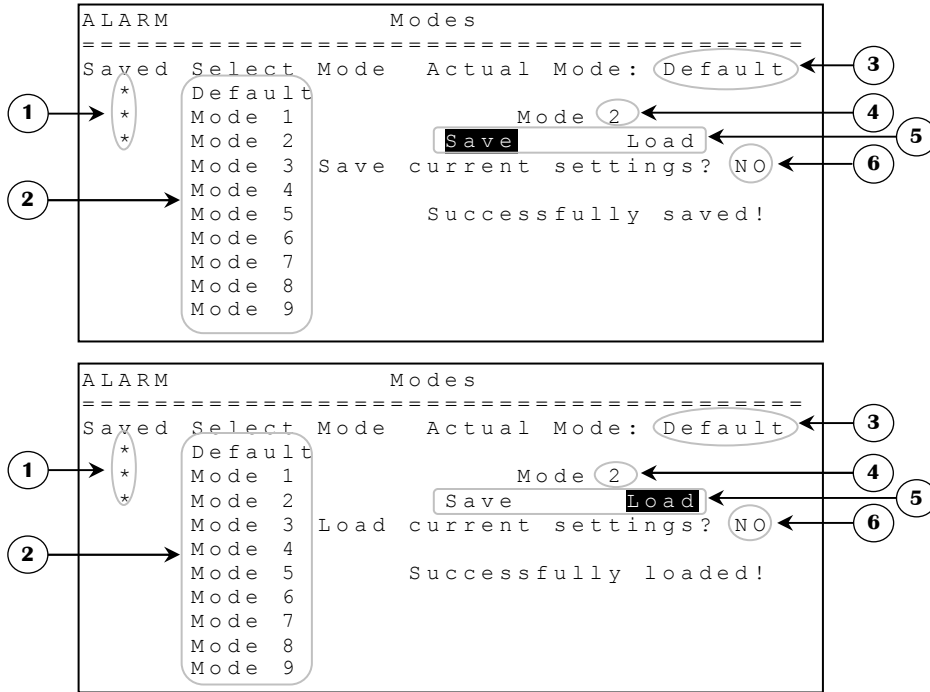 ALARM Modes
========================================
Saved Select Mode Actual Mode: Default 3
* Default
1 * Mode 1 Mode 2 4
* Mode 2 Save Load 5
Mode 3 Save current settings? NO 6
2 Mode 4
Mode 5 Successfully saved!
Mode 6
Mode 7
Mode 8
Mode 9
ALARM Modes
========================================
Saved Select Mode Actual Mode: Default 3
* Default
1 * Mode 1 Mode 2 4
* Mode 2 Save Load 5
Mode 3 Load current settings? NO 6
2 Mode 4
Mode 5 Successfully loaded!
Mode 6
Mode 7
Mode 8
Mode 9